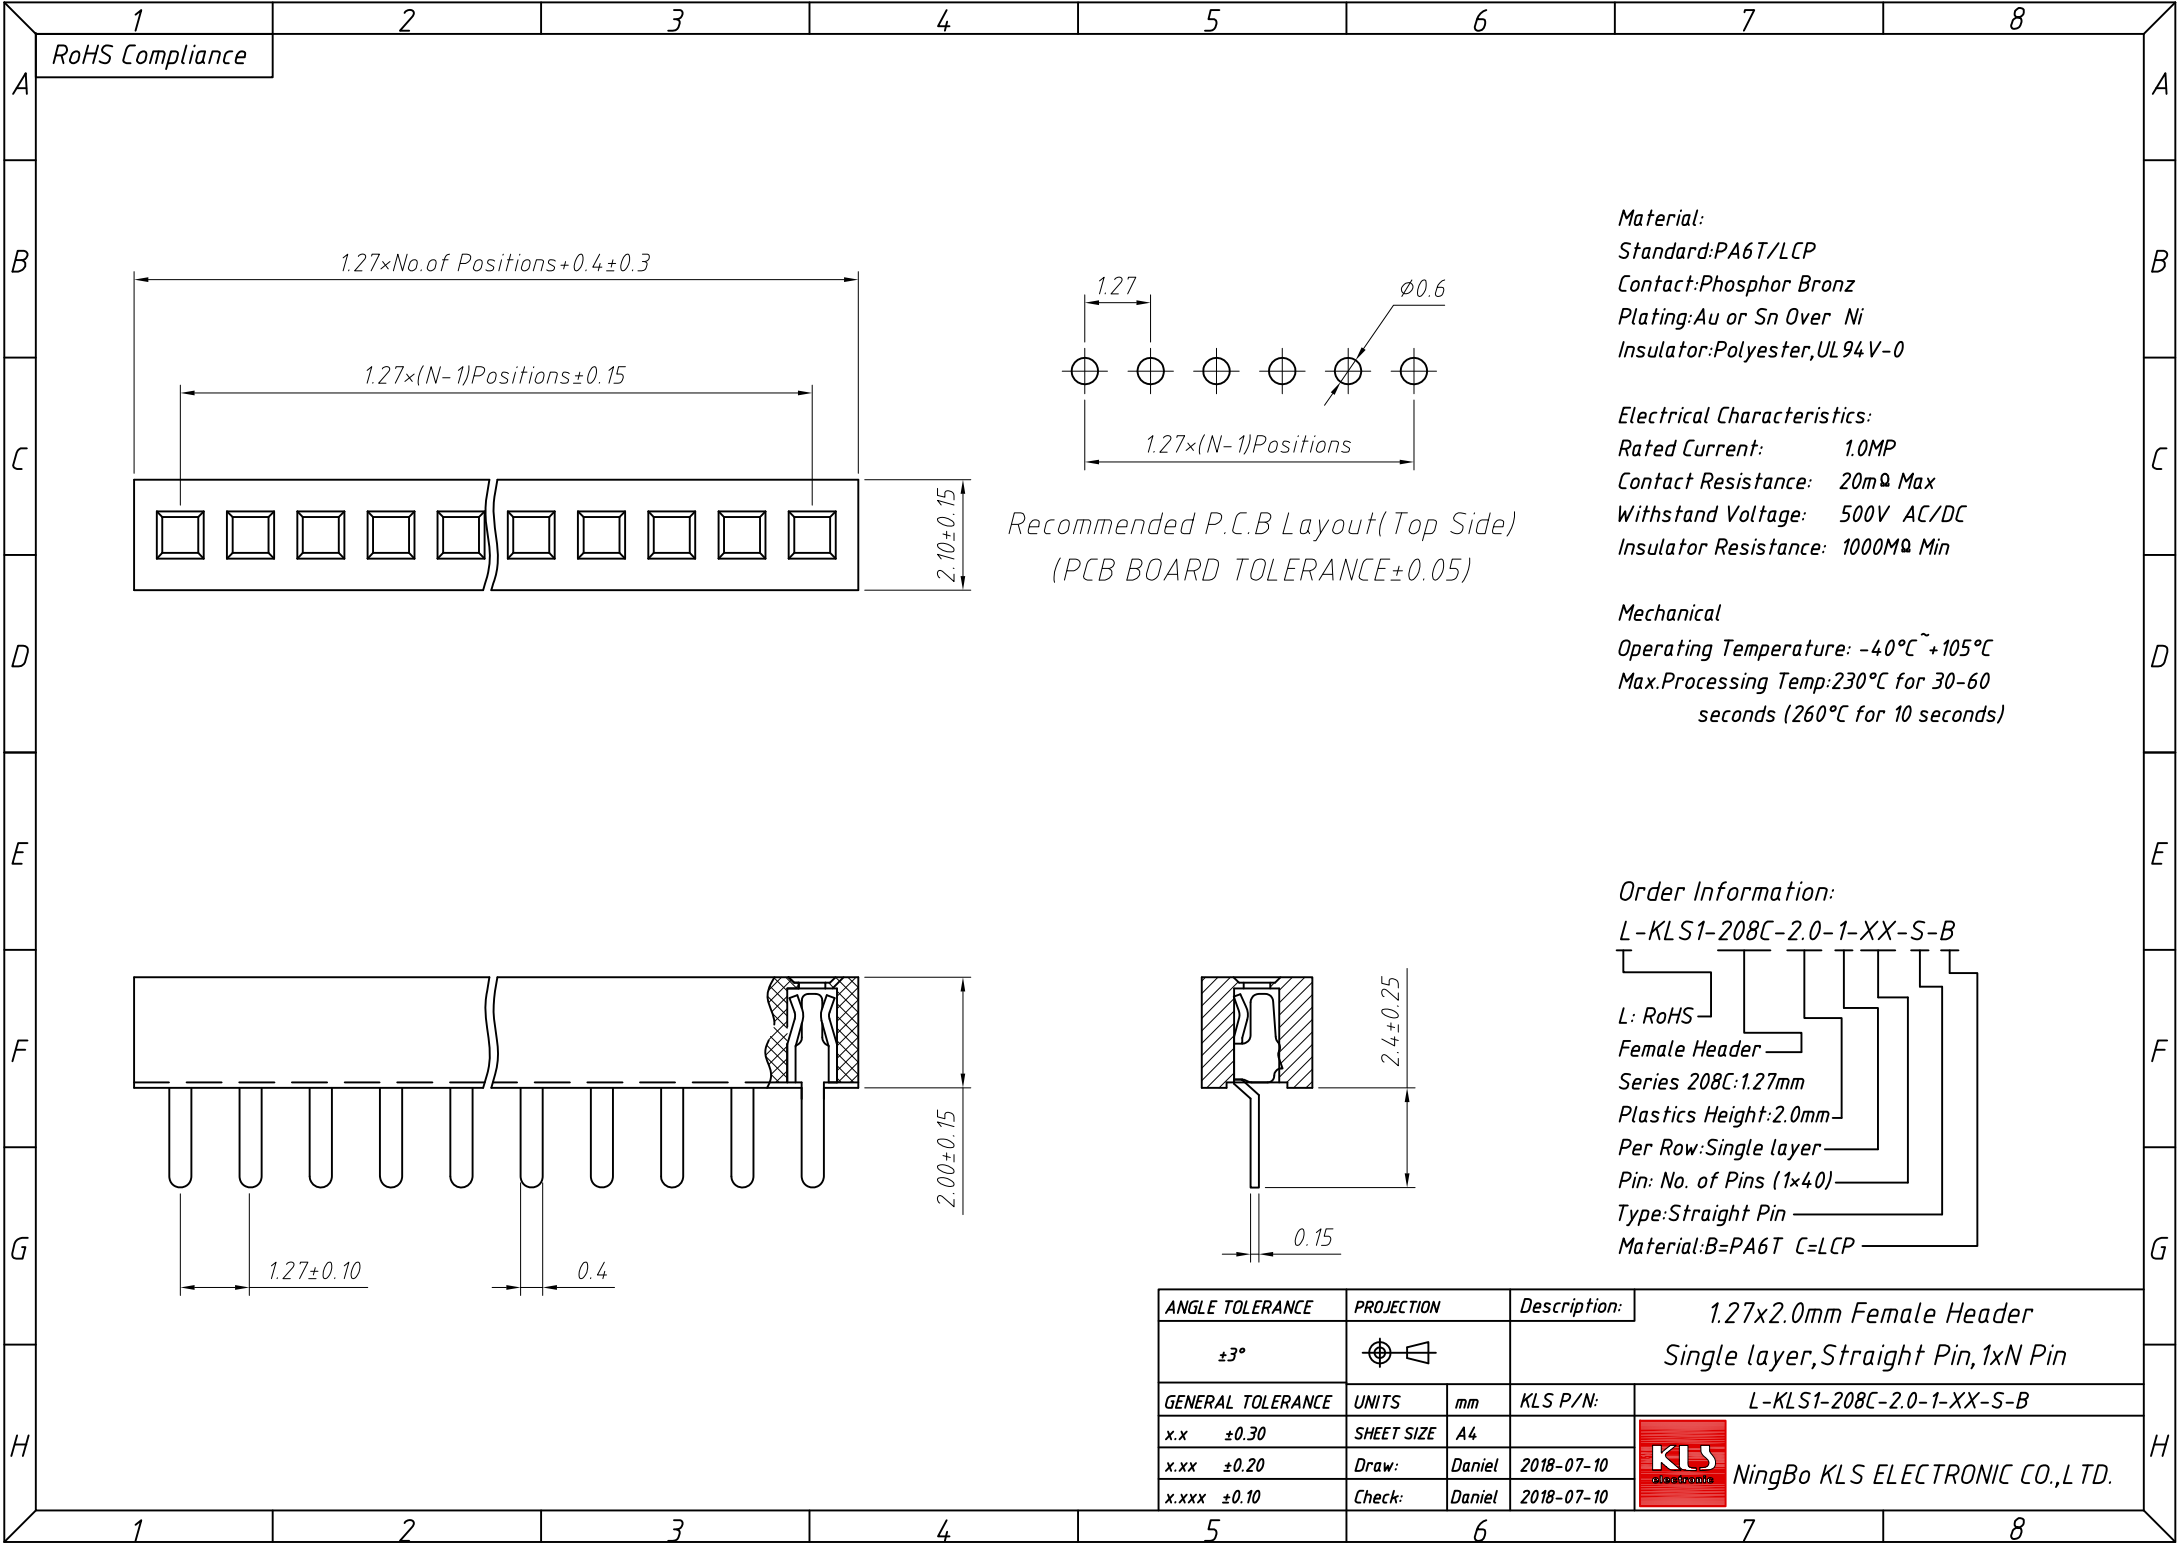 1 2 3 4 5 6 7 8
RoHS Compliance
A A
B B
C C
D D
E E
F F
G G
H H
1.27×No.of Positions+0.4±0.3
1.27×(N-1)Positions±0.15
2.10±0.15
1.27
Ø0.6
1.27×(N-1)Positions
Recommended P.C.B Layout(Top Side)
(PCB BOARD TOLERANCE±0.05)
Material:
Standard:PA6T/LCP
Contact:Phosphor Bronz
Plating:Au or Sn Over Ni
Insulator:Polyester,UL94V-0
Electrical Characteristics:
Rated Current: 1.0MP
Contact Resistance: 20mΩ Max
Withstand Voltage: 500V AC/DC
Insulator Resistance: 1000MΩ Min
Mechanical
Operating Temperature: -40°C~+105°C
Max.Processing Temp:230°C for 30-60
seconds (260°C for 10 seconds)
2.00±0.15
1.27±0.10
0.4
2.4±0.25
0.15
Order Information:
L-KLS1-208C-2.0-1-XX-S-B
L: RoHS
Female Header
Series 208C:1.27mm
Plastics Height:2.0mm
Per Row:Single layer
Pin: No. of Pins (1×40)
Type:Straight Pin
Material:B=PA6T C=LCP
ANGLE TOLERANCE
±3°
GENERAL TOLERANCE
x.x ±0.30
x.xx ±0.20
x.xxx ±0.10
PROJECTION
UNITS mm
SHEET SIZE A4
Draw: Daniel 2018-07-10
Check: Daniel 2018-07-10
Description:
1.27x2.0mm Female Header
Single layer,Straight Pin,1xN Pin
KLS P/N:
L-KLS1-208C-2.0-1-XX-S-B
KLS
electronic
NingBo KLS ELECTRONIC CO.,LTD.
1 2 3 4 5 6 7 8